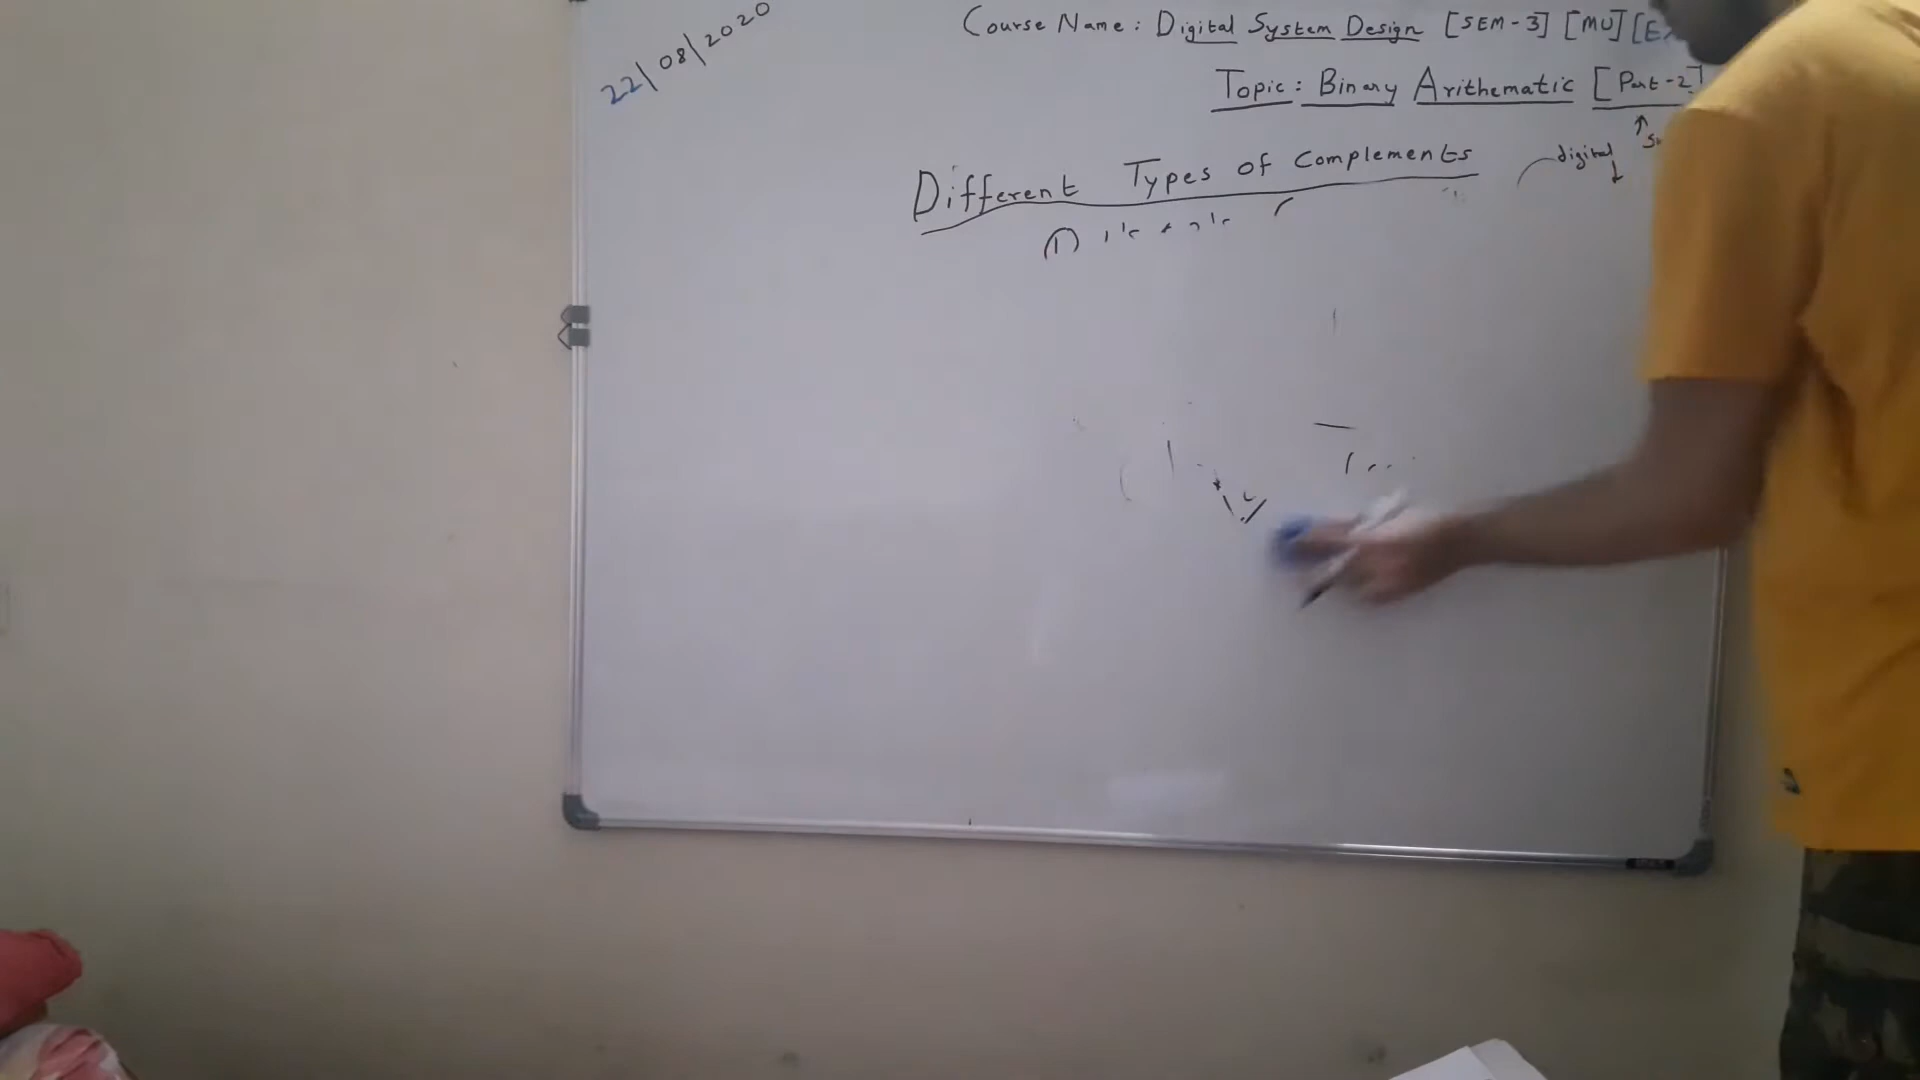 22/08/2020
Course Name: Digital System Design [SEM-3] [MU] [E
Topic: Binary Arithematic [Part-2]
digital
Different Types of Complements
①